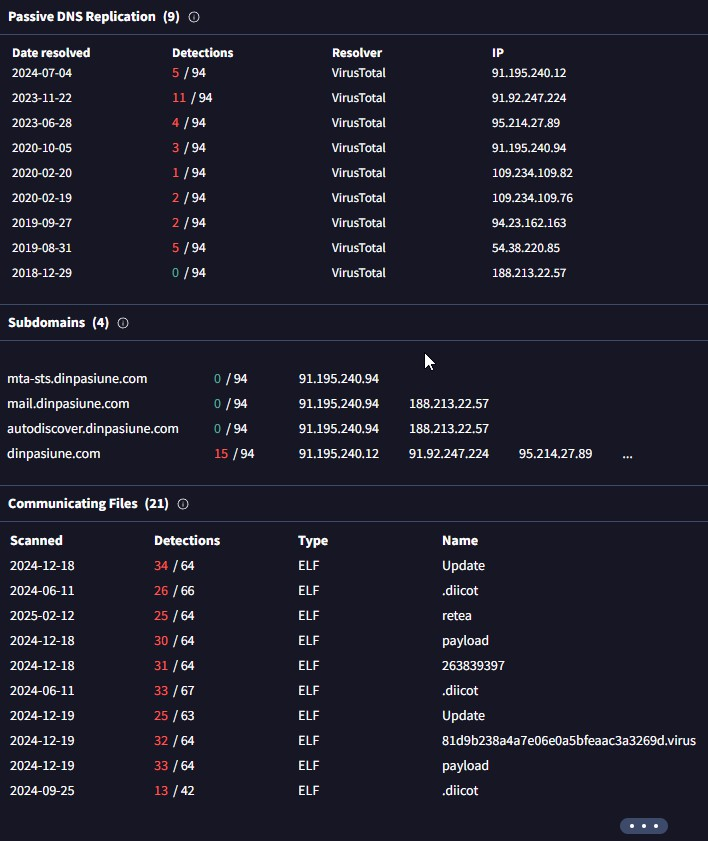 Passive DNS Replication (9)
Date resolved Detections Resolver IP
2024-07-04 5 / 94 VirusTotal 91.195.240.12
2023-11-22 11 / 94 VirusTotal 91.92.247.224
2023-06-28 4 / 94 VirusTotal 95.214.27.89
2020-10-05 3 / 94 VirusTotal 91.195.240.94
2020-02-20 1 / 94 VirusTotal 109.234.109.82
2020-02-19 2 / 94 VirusTotal 109.234.109.76
2019-09-27 2 / 94 VirusTotal 94.23.162.163
2019-08-31 5 / 94 VirusTotal 54.38.220.85
2018-12-29 0 / 94 VirusTotal 188.213.22.57
Subdomains (4)
mta-sts.dinpasiune.com 0 / 94 91.195.240.94
mail.dinpasiune.com 0 / 94 91.195.240.94 188.213.22.57
autodiscover.dinpasiune.com 0 / 94 91.195.240.94 188.213.22.57
dinpasiune.com 15 / 94 91.195.240.12 91.92.247.224 95.214.27.89 ...
Communicating Files (21)
Scanned Detections Type Name
2024-12-18 34 / 64 ELF Update
2024-06-11 26 / 66 ELF .diicot
2025-02-12 25 / 64 ELF retea
2024-12-18 30 / 64 ELF payload
2024-12-18 31 / 64 ELF 263839397
2024-06-11 33 / 67 ELF .diicot
2024-12-19 25 / 63 ELF Update
2024-12-19 32 / 64 ELF 81d9b238a4a7e06e0a5bfeaac3a3269d.virus
2024-12-19 33 / 64 ELF payload
2024-09-25 13 / 42 ELF .diicot